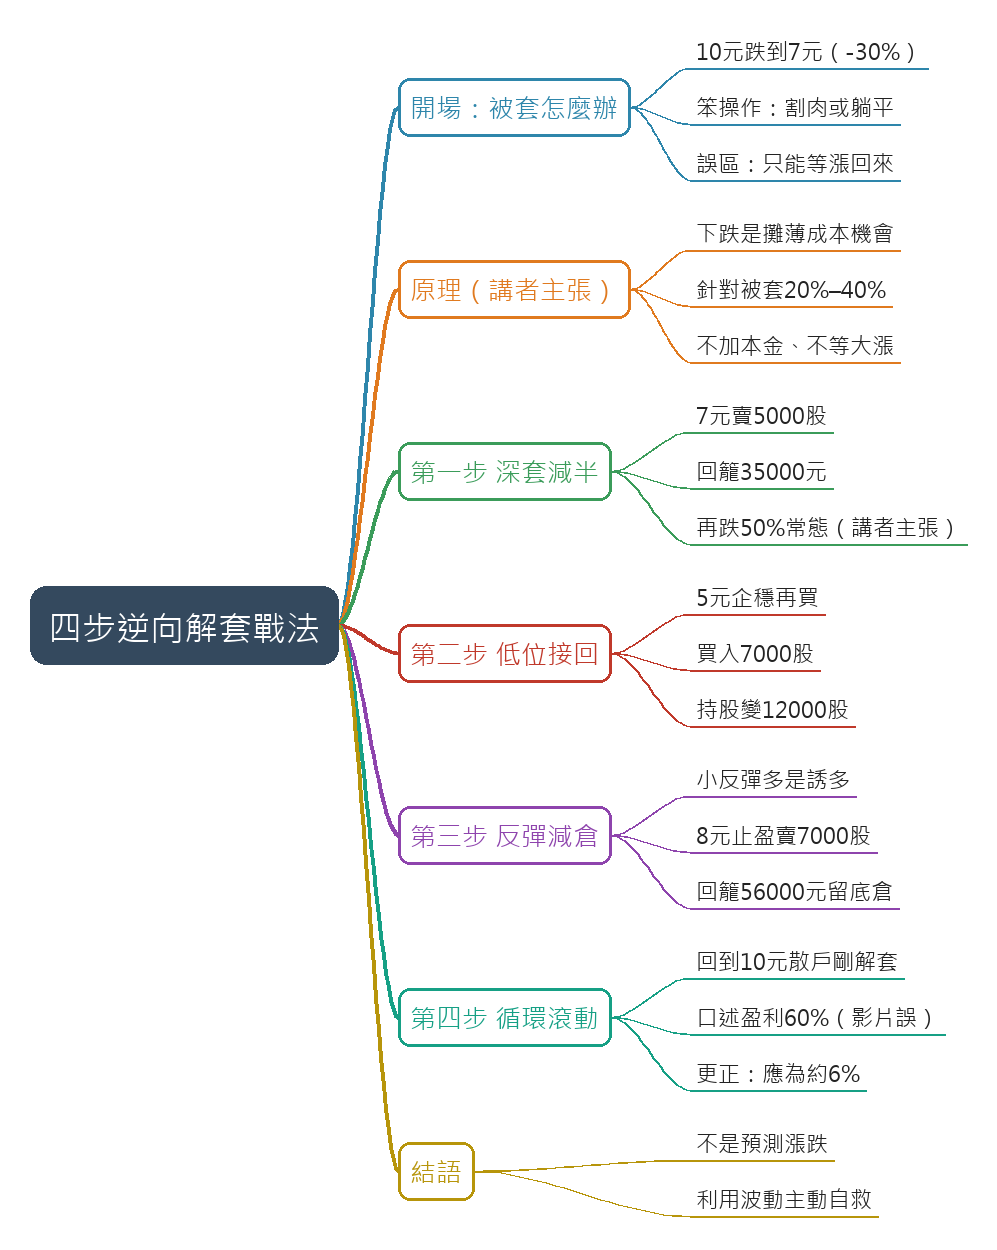 四步逆向解套戰法
開場：被套怎麼辦
10元跌到7元（-30%）
笨操作：割肉或躺平
誤區：只能等漲回來
原理（講者主張）
下跌是攤薄成本機會
針對被套20%–40%
不加本金、不等大漲
第一步 深套減半
7元賣5000股
回籠35000元
再跌50%常態（講者主張）
第二步 低位接回
5元企穩再買
買入7000股
持股變12000股
第三步 反彈減倉
小反彈多是誘多
8元止盈賣7000股
回籠56000元留底倉
第四步 循環滾動
回到10元散戶剛解套
口述盈利60%（影片誤）
更正：應為約6%
結語
不是預測漲跌
利用波動主動自救